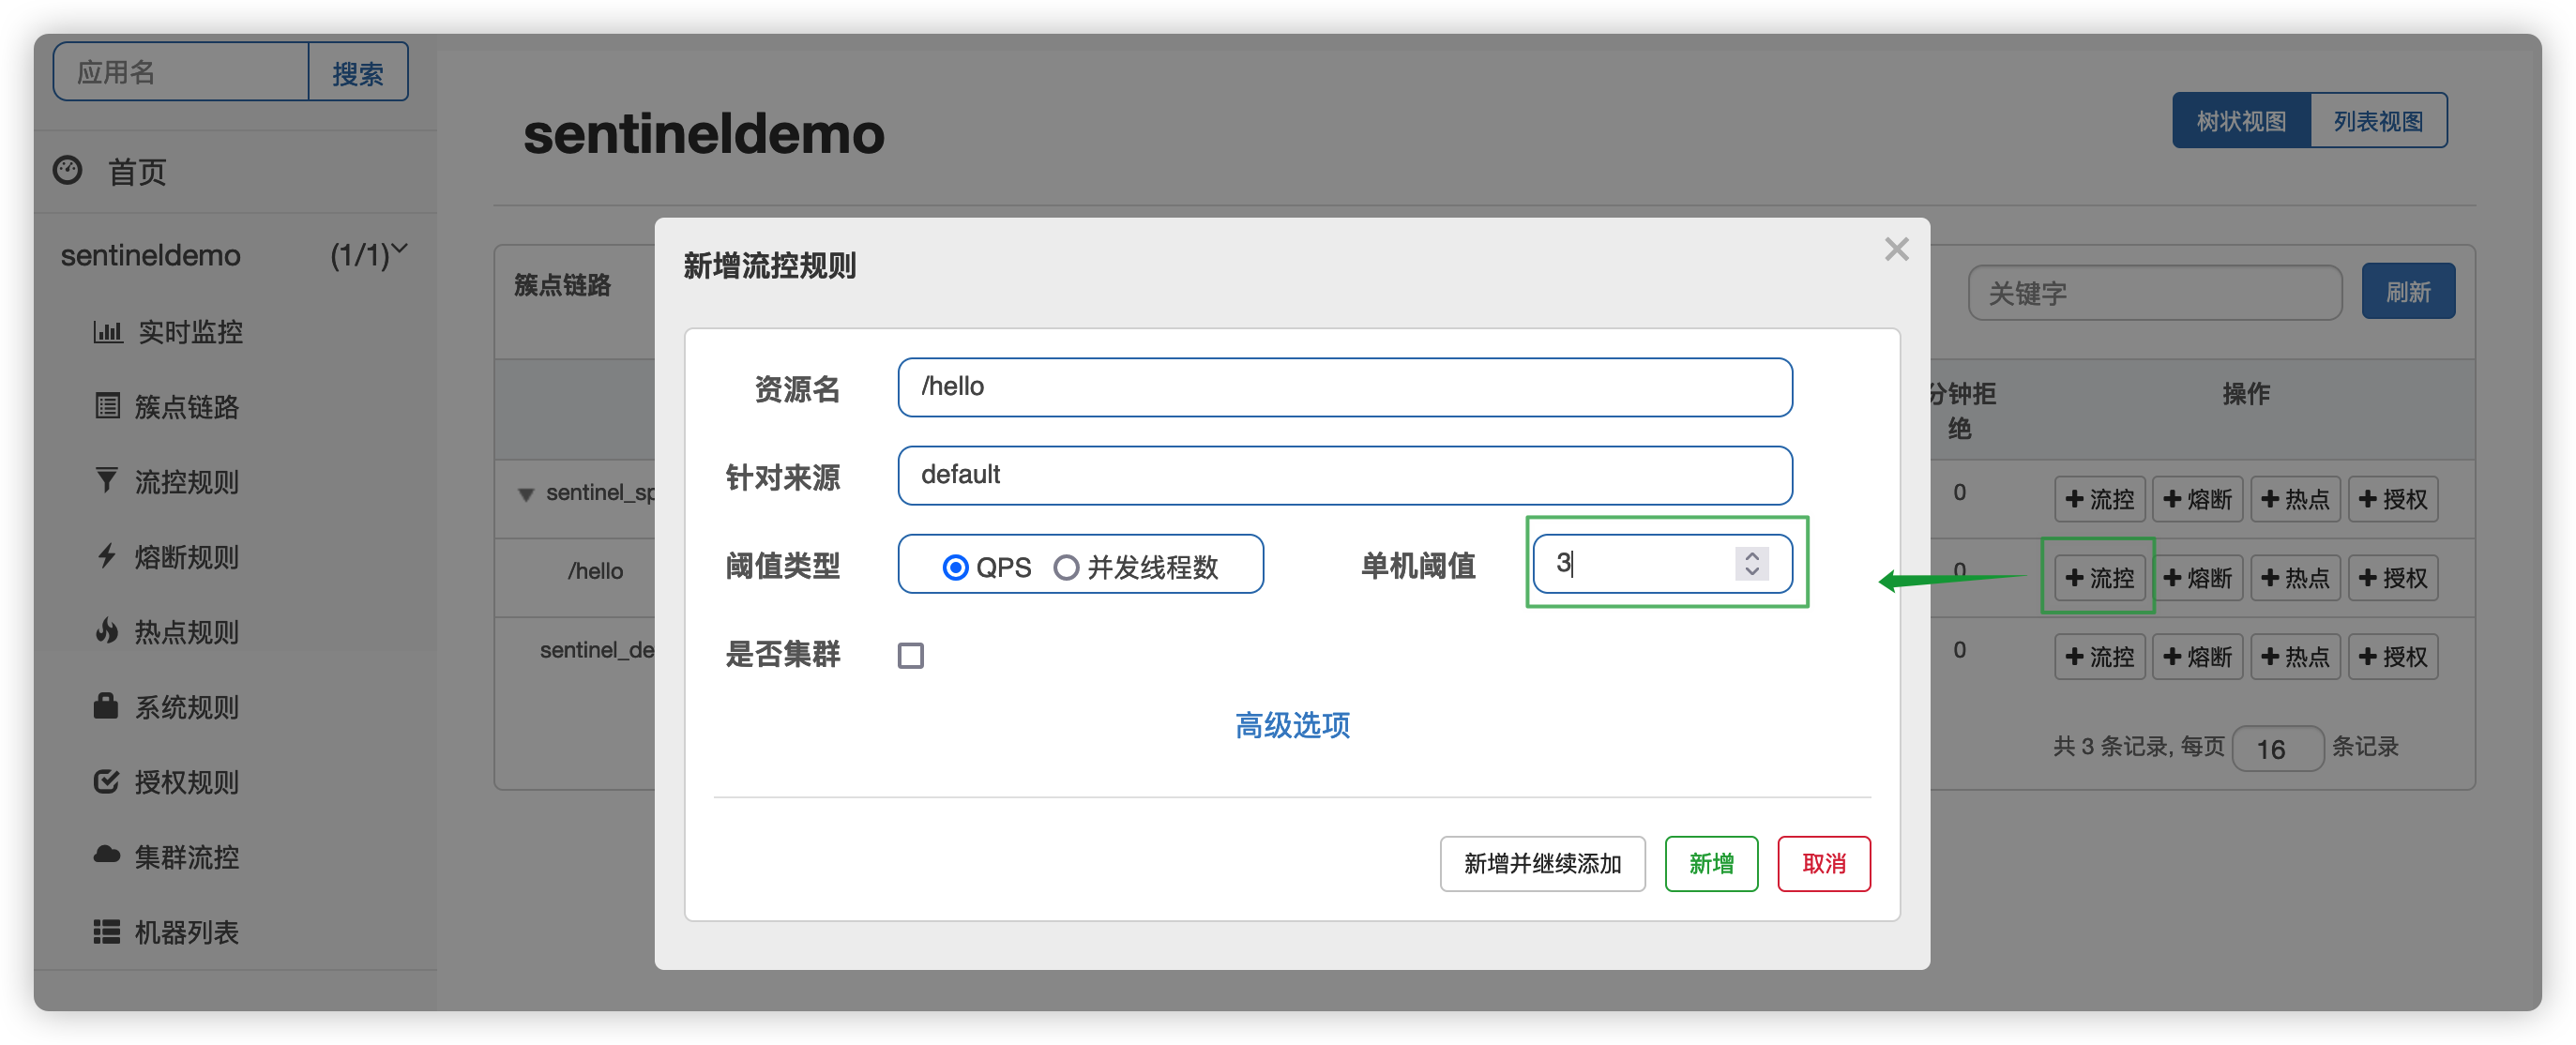 应用名 搜索
首页
sentineldemo (1/1)
实时监控
簇点链路
流控规则
熔断规则
热点规则
系统规则
授权规则
集群流控
机器列表
sentineldemo
树状视图 列表视图
簇点链路
关键字 刷新
分钟拒
绝
操作
sentinel_sp
0 流控 熔断 热点 授权
/hello
0 流控 熔断 热点 授权
sentinel_de
0 流控 熔断 热点 授权
共 3 条记录, 每页 16 条记录
新增流控规则
资源名 /hello
针对来源 default
阈值类型 QPS 并发线程数 单机阈值 3
是否集群
高级选项
新增并继续添加 新增 取消